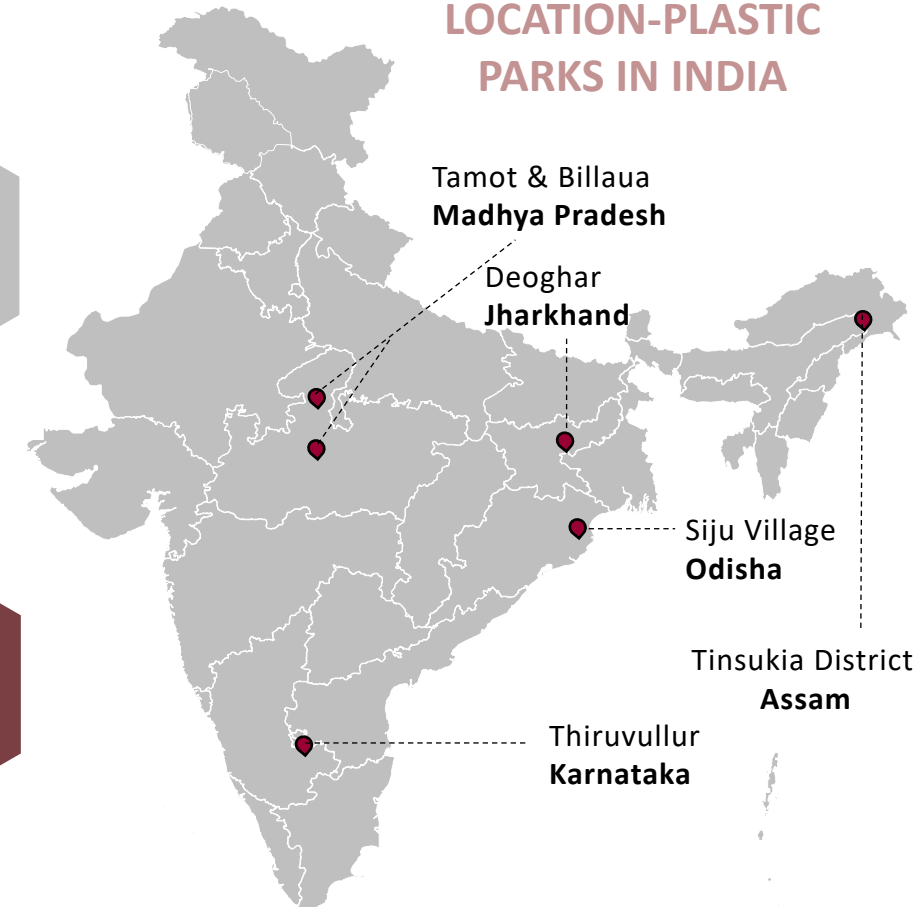 LOCATION-PLASTIC
PARKS IN INDIA
Tamot & Billaua
Madhya Pradesh
Deoghar
Jharkhand
Siju Village
Odisha
Tinsukia District
Assam
Thiruvullur
Karnataka